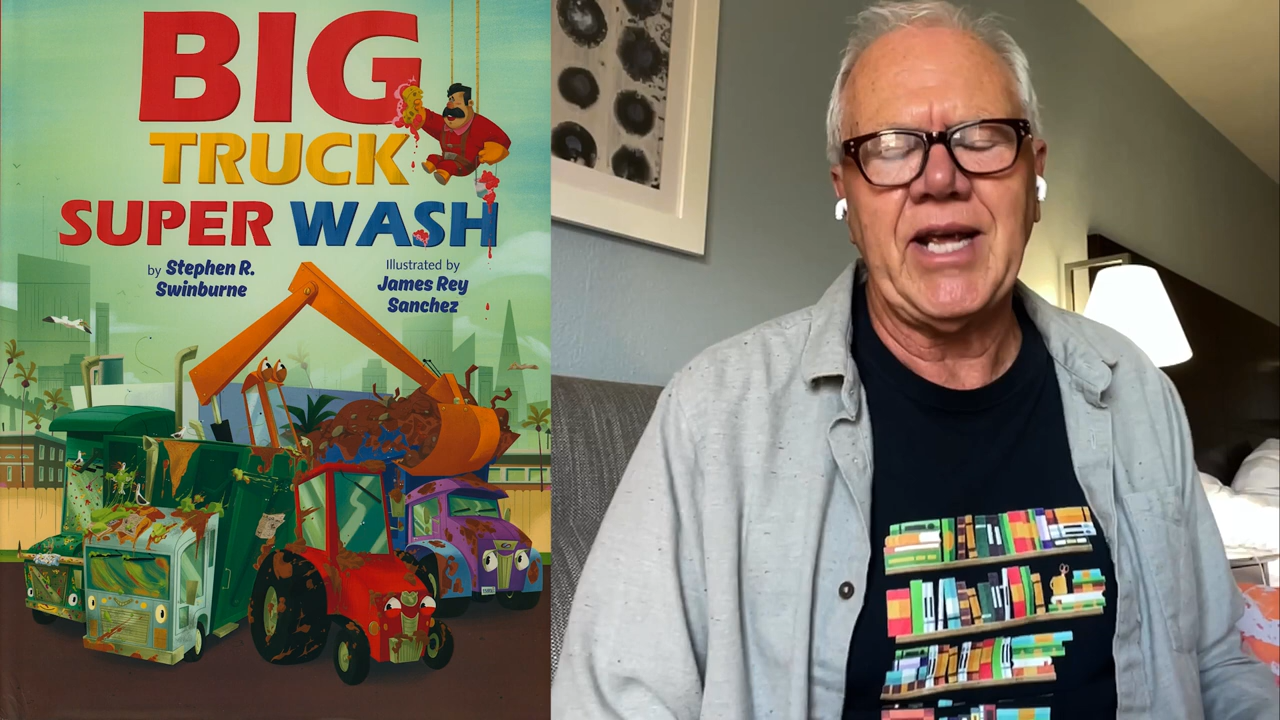 BIG
TRUCK
SUPER WASH
by Stephen R.
Swinburne
Illustrated by
James Rey
Sanchez